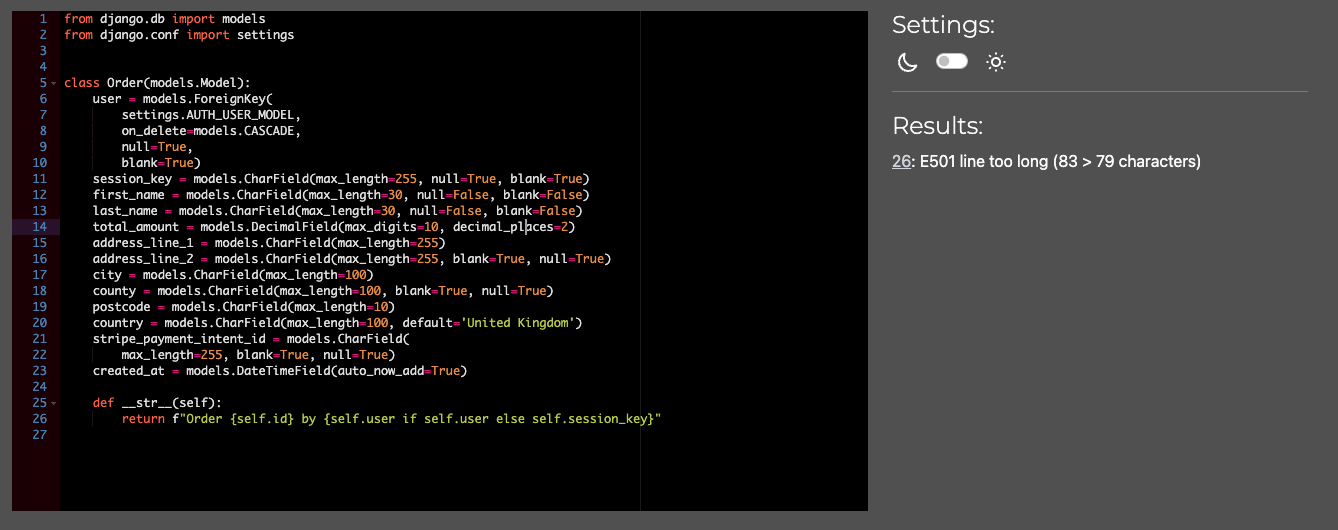 1 from django.db import models
2 from django.conf import settings
3
4
5 class Order(models.Model):
6     user = models.ForeignKey(
7         settings.AUTH_USER_MODEL,
8         on_delete=models.CASCADE,
9         null=True,
10         blank=True)
11     session_key = models.CharField(max_length=255, null=True, blank=True)
12     first_name = models.CharField(max_length=30, null=False, blank=False)
13     last_name = models.CharField(max_length=30, null=False, blank=False)
14     total_amount = models.DecimalField(max_digits=10, decimal_places=2)
15     address_line_1 = models.CharField(max_length=255)
16     address_line_2 = models.CharField(max_length=255, blank=True, null=True)
17     city = models.CharField(max_length=100)
18     county = models.CharField(max_length=100, blank=True, null=True)
19     postcode = models.CharField(max_length=10)
20     country = models.CharField(max_length=100, default='United Kingdom')
21     stripe_payment_intent_id = models.CharField(
22         max_length=255, blank=True, null=True)
23     created_at = models.DateTimeField(auto_now_add=True)
24
25     def __str__(self):
26         return f"Order {self.id} by {self.user if self.user else self.session_key}"
27
Settings:
Results:
26: E501 line too long (83 > 79 characters)